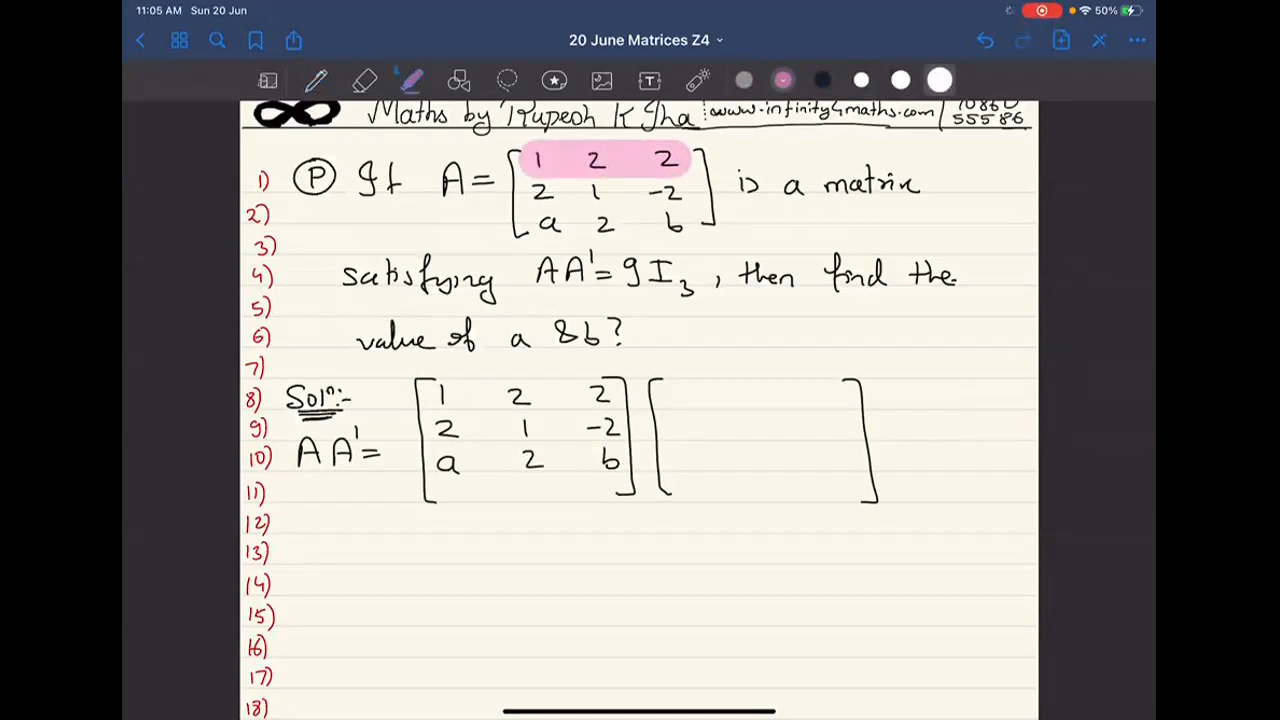 11:05 AM Sun 20 Jun
50%
20 June Matrices Z4
Maths by Rupesh K Jha www.infinity4maths.com/
55586
1) Ⓟ If A = [1 2 2
2 1 -2
a 2 b] is a matrix
2)
3)
4) satisfying AA' = 9I₃, then find the
5)
6) value of a & b?
7)
8) Solⁿ:- [1 2 2] [ ]
9) 2 1 -2
10) AA' = a 2 b
11)
12)
13)
14)
15)
16)
17)
18)